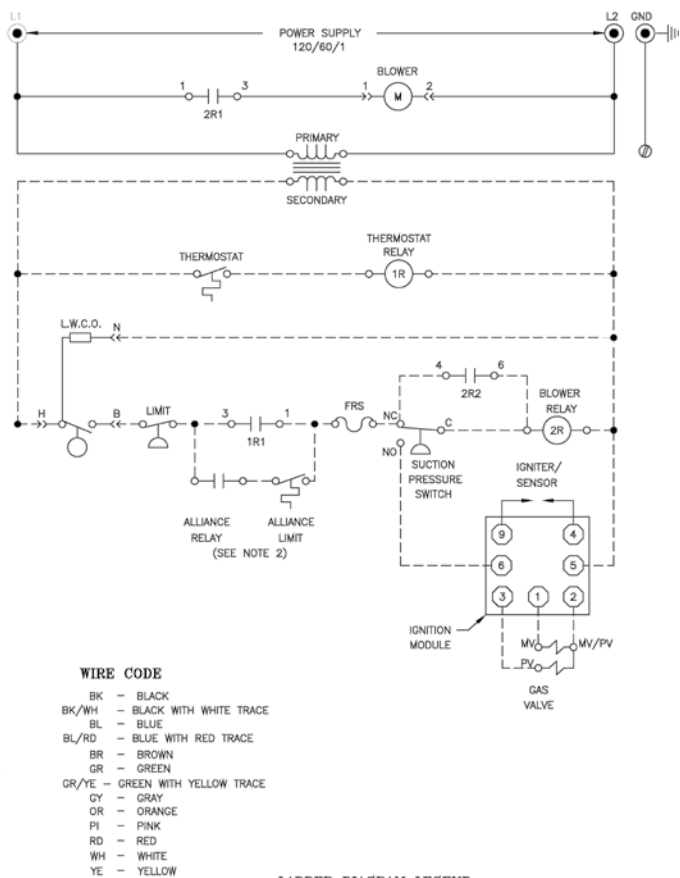 L1
POWER SUPPLY
120/60/1
L2 GND
BLOWER
1 3
2R1
1 M 2
PRIMARY
SECONDARY
THERMOSTAT
THERMOSTAT
RELAY
1R
L.W.C.O. N
4 6
2R2
H B LIMIT
3 1
1R1
FRS
NC
C
NO
BLOWER
RELAY
2R
SUCTION
PRESSURE
SWITCH
IGNITER/
SENSOR
ALLIANCE
RELAY
ALLIANCE
LIMIT
(SEE NOTE 2)
9 4
6 5
3 1 2
IGNITION
MODULE
MV MV/PV
PV
GAS
VALVE
WIRE CODE
BK – BLACK
BK/WH – BLACK WITH WHITE TRACE
BL – BLUE
BL/RD – BLUE WITH RED TRACE
BR – BROWN
GR – GREEN
GR/YE – GREEN WITH YELLOW TRACE
GY – GRAY
OR – ORANGE
PI – PINK
RD – RED
WH – WHITE
YE – YELLOW
LADDER DIAGRAM LEGEND